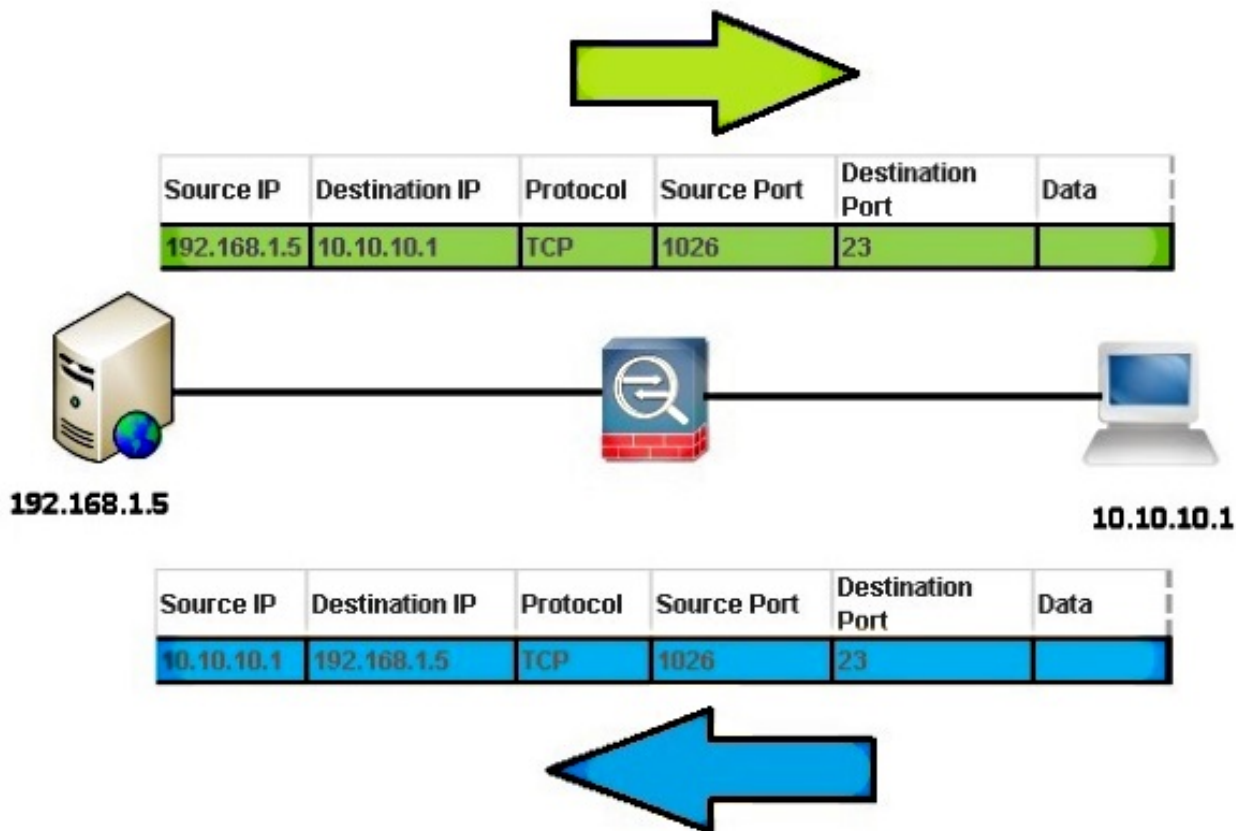 Source IP Destination IP Protocol Source Port Destination Port Data
192.168.1.5 10.10.10.1 TCP 1026 23
192.168.1.5
10.10.10.1
Source IP Destination IP Protocol Source Port Destination Port Data
10.10.10.1 192.168.1.5 TCP 1026 23